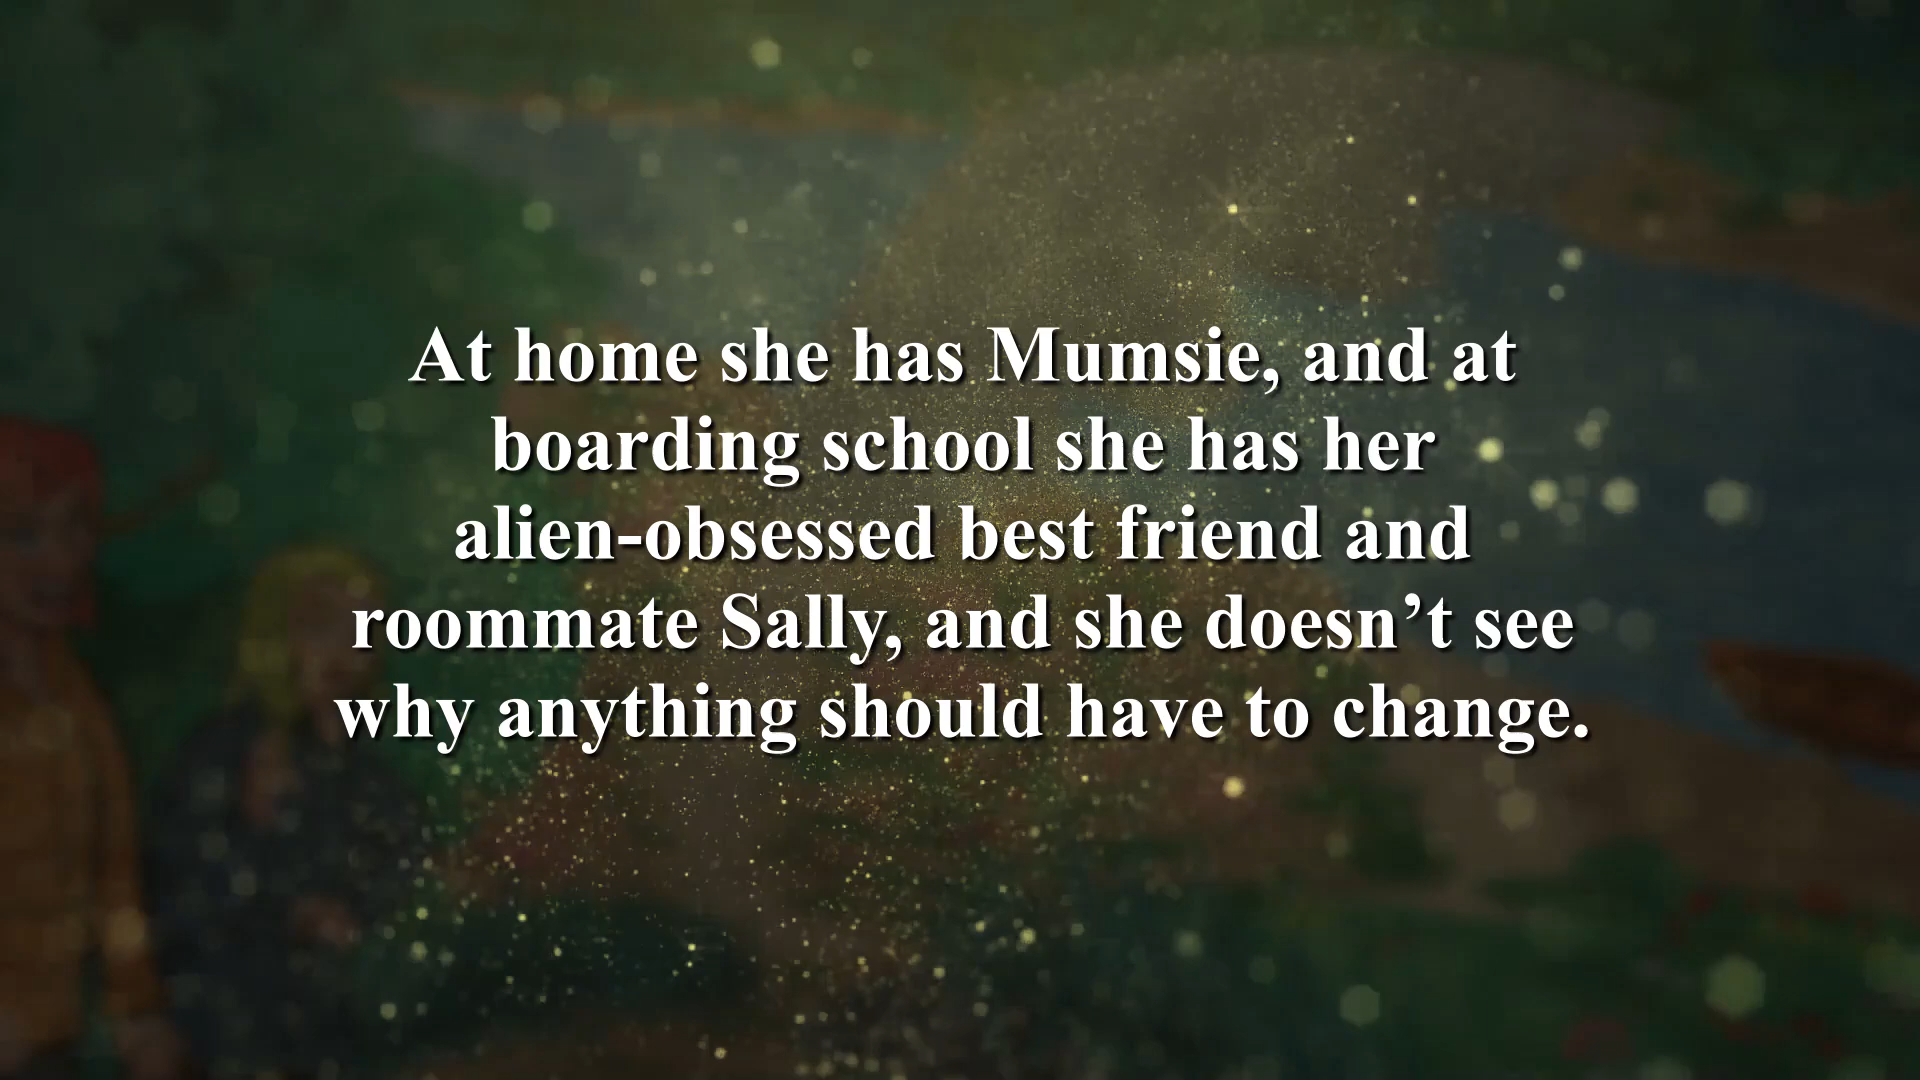 At home she has Mumsie, and at
boarding school she has her
alien-obsessed best friend and
roommate Sally, and she doesn’t see
why anything should have to change.